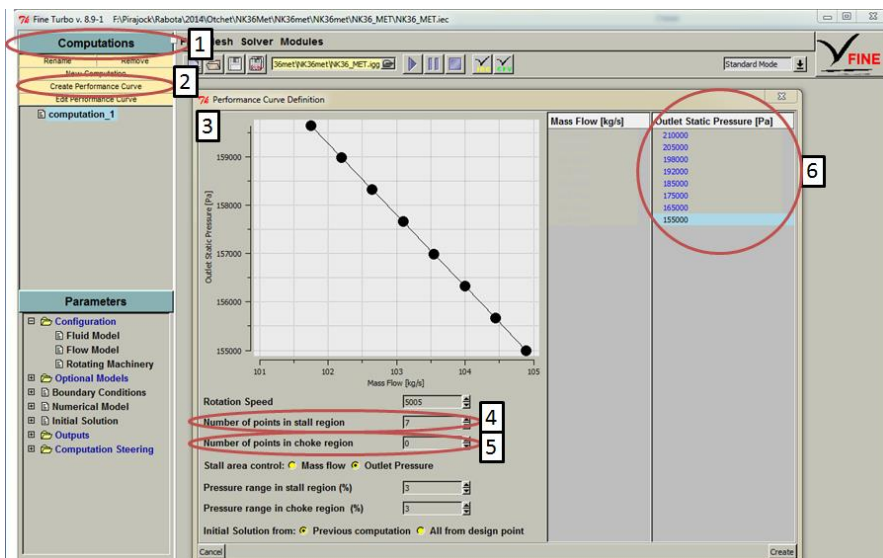 Fine Turbo v. 8.9-1 F:\Pirajock\Rabota\2014\Otchet\NK36Met\NK36met\NK36_MET\NK36_MET.iec
Computations
1
Mesh Solver Modules
Rename Remove
New Computation
2
Create Performance Curve
Edit Performance Curve
computation_1
36met\NK36met\NK36_MET.igg
Standard Mode
FINE
Performance Curve Definition
3
159000
158000
157000
156000
155000
Outlet Static Pressure [Pa]
101 102 103 104 105
Mass Flow [kg/s]
Mass Flow [kg/s]
Outlet Static Pressure [Pa]
210000
205000
198000
192000
185000
175000
165000
155000
6
Rotation Speed 5005
Number of points in stall region 7
4
Number of points in choke region 0
5
Stall area control: Mass flow Outlet Pressure
Pressure range in stall region (%) 3
Pressure range in choke region (%) 3
Initial Solution from: Previous computation All from design point
Cancel
Create
Parameters
Configuration
Fluid Model
Flow Model
Rotating Machinery
Optional Models
Boundary Conditions
Numerical Model
Initial Solution
Outputs
Computation Steering